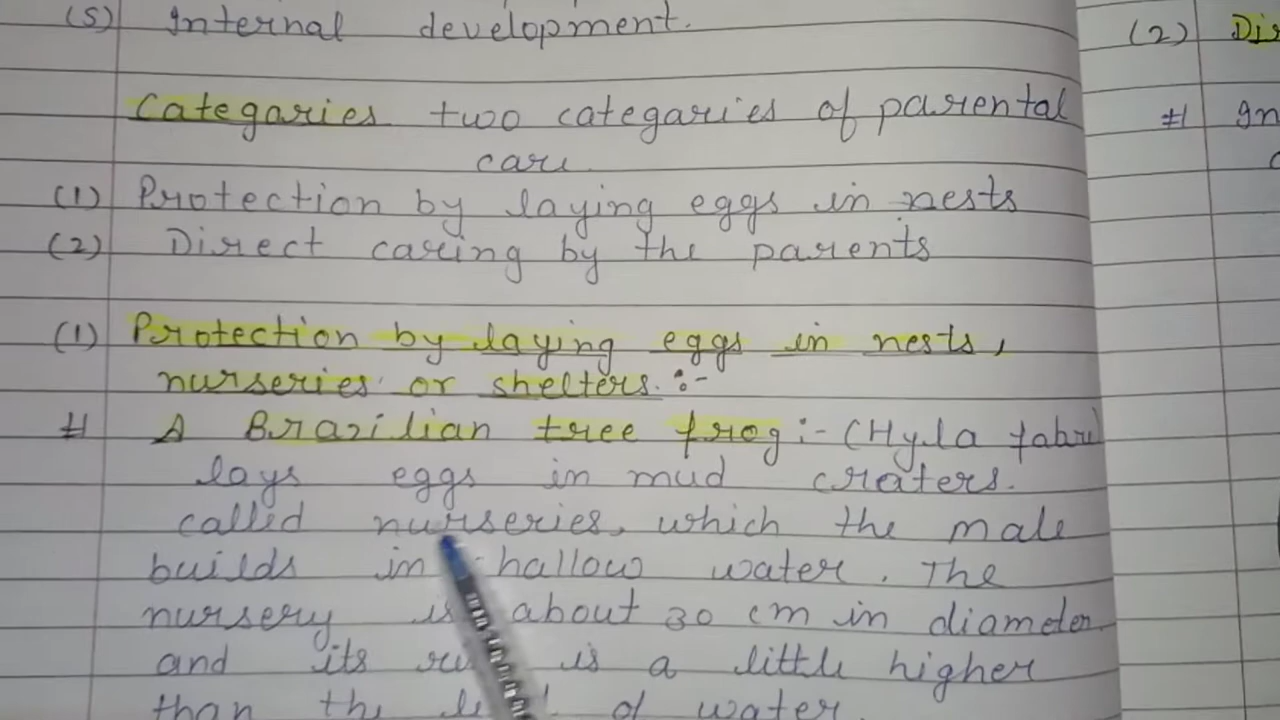 (5) Internal development.
Categaries two categaries of parental
care
(1) Protection by laying eggs in nests
(2) Direct caring by the parents
(1) Protection by laying eggs in nests,
nurseries or shelters. :-
# A Brazilian tree frog :- (Hyla
lays eggs in mud craters.
called nurseries, which the male
builds in hallow water. The
nursery is about 30 cm in diameter
and its is a little higher
than the of water.
(2)
#